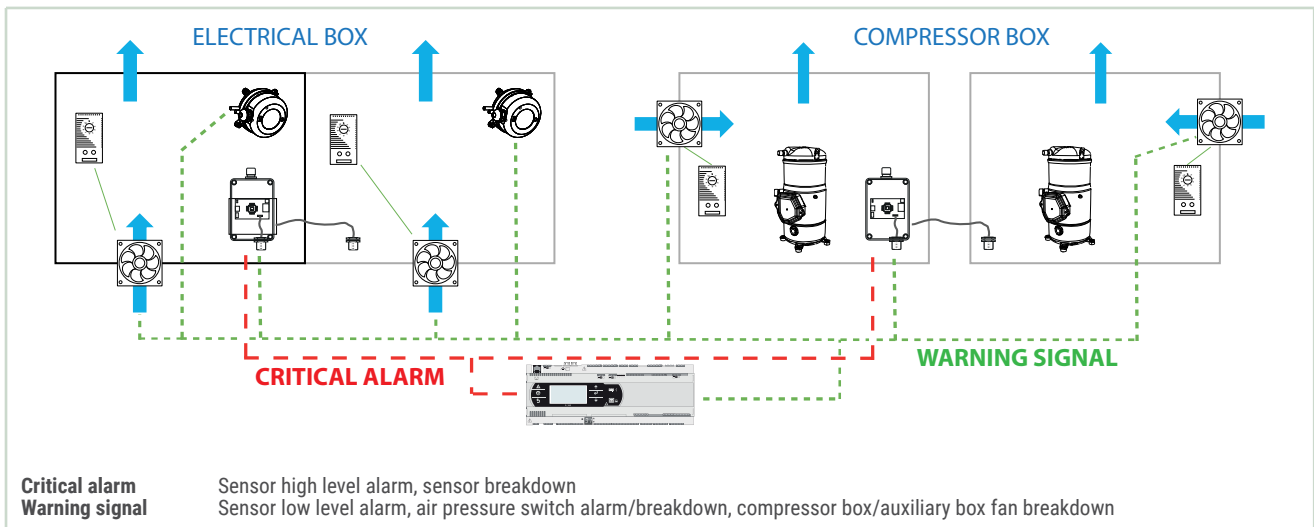 ELECTRICAL BOX
COMPRESSOR BOX
WARNING SIGNAL
CRITICAL ALARM
Critical alarm Sensor high level alarm, sensor breakdown
Warning signal Sensor low level alarm, air pressure switch alarm/breakdown, compressor box/auxiliary box fan breakdown